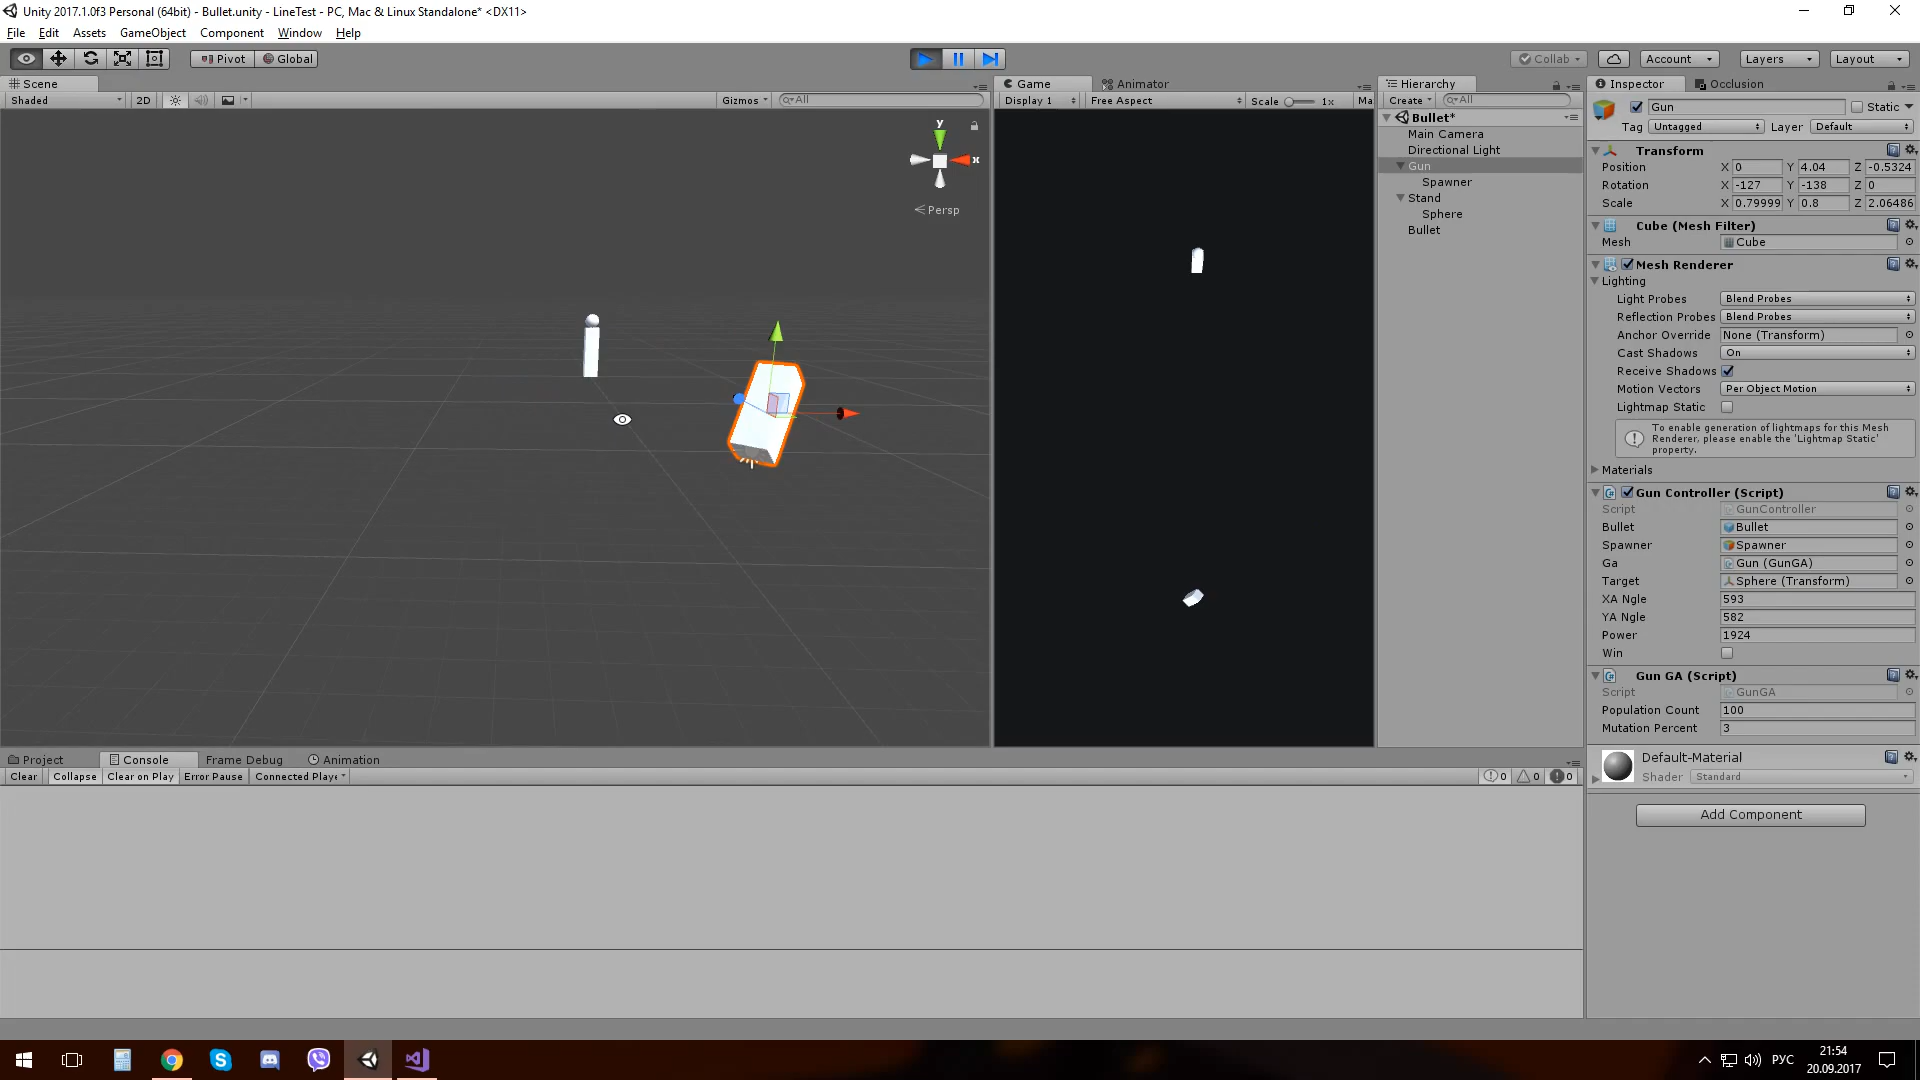 Unity 2017.1.0f3 Personal (64bit) - Bullet.unity - LineTest - PC, Mac & Linux Standalone* <DX11>
File Edit Assets GameObject Component Window Help
Pivot Global Collab Account Layers Layout
Scene
Shaded 2D Gizmos All
y
x
Persp
Game Animator
Display 1 Free Aspect Scale 1x Ma
Hierarchy
Create All
Bullet*
Main Camera
Directional Light
Gun
Spawner
Stand
Sphere
Bullet
Inspector Occlusion
Gun Static
Tag Untagged Layer Default
Transform
Position X 0 Y 4.04 Z -0.5324
Rotation X -127 Y -138 Z 0
Scale X 0.79999 Y 0.8 Z 2.06486
Cube (Mesh Filter)
Mesh Cube
Mesh Renderer
Lighting
Light Probes Blend Probes
Reflection Probes Blend Probes
Anchor Override None (Transform)
Cast Shadows On
Receive Shadows
Motion Vectors Per Object Motion
Lightmap Static
To enable generation of lightmaps for this Mesh
Renderer, please enable the 'Lightmap Static'
property.
Materials
Gun Controller (Script)
Script GunController
Bullet Bullet
Spawner Spawner
Ga Gun (GunGA)
Target Sphere (Transform)
XA Ngle 593
YA Ngle 582
Power 1924
Win
Gun GA (Script)
Script GunGA
Population Count 100
Mutation Percent 3
Default-Material
Shader Standard
Add Component
Project Console Frame Debug Animation
Clear Collapse Clear on Play Error Pause Connected Playe 0 0 0
РУС
21:54
20.09.2017